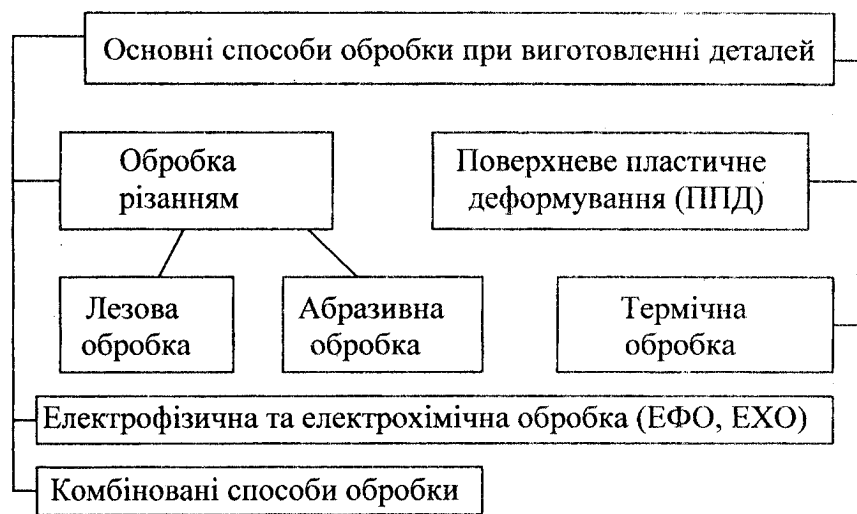 Основні способи обробки при виготовленні деталей
Обробка
різанням
Поверхневе пластичне
деформування (ППД)
Лезова
обробка
Абразивна
обробка
Термічна
обробка
Електрофізична та електрохімічна обробка (ЕФО, ЕХО)
Комбіновані способи обробки